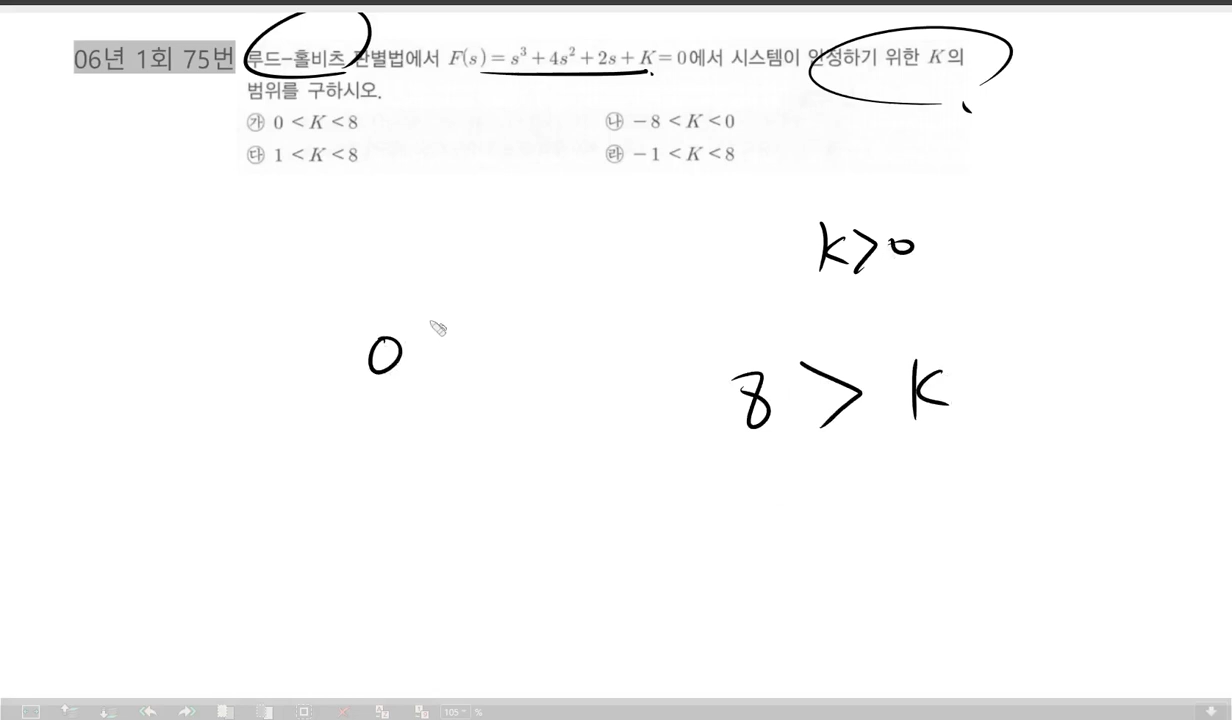 06년 1회 75번 루드-홀비츠 판별법에서 F(s) = s³ + 4s² + 2s + K = 0에서 시스템이 안정하기 위한 K의
범위를 구하시오.
㉮ 0 < K < 8 ㉯ -8 < K < 0
㉰ 1 < K < 8 ㉱ -1 < K < 8
k>0
0
8 > K
105 %